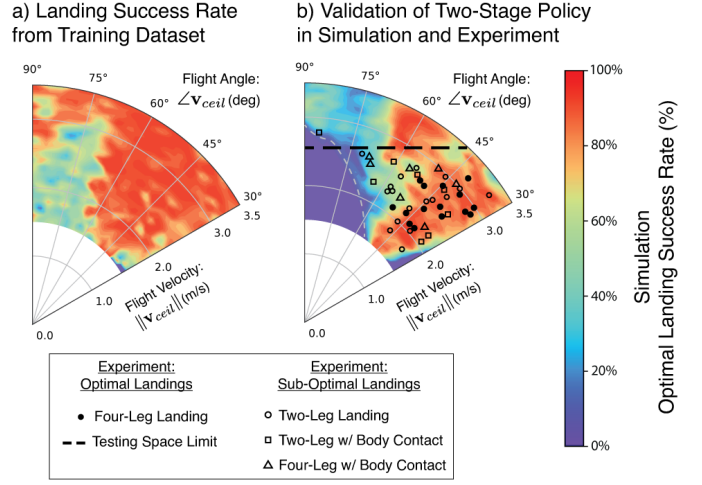 a) Landing Success Rate
from Training Dataset
b) Validation of Two-Stage Policy
in Simulation and Experiment
90°
75°
60°
45°
30°
3.5
3.0
2.0
1.0
0.0
Flight Angle:
∠v_ceil (deg)
Flight Velocity:
||v_ceil|| (m/s)
90°
75°
60°
45°
30°
3.5
3.0
2.0
1.0
0.0
Flight Angle:
∠v_ceil (deg)
Flight Velocity:
||v_ceil|| (m/s)
100%
80%
60%
40%
20%
0%
Simulation
Optimal Landing Success Rate (%)
Experiment:
Optimal Landings
Four-Leg Landing
Testing Space Limit
Experiment:
Sub-Optimal Landings
Two-Leg Landing
Two-Leg w/ Body Contact
Four-Leg w/ Body Contact